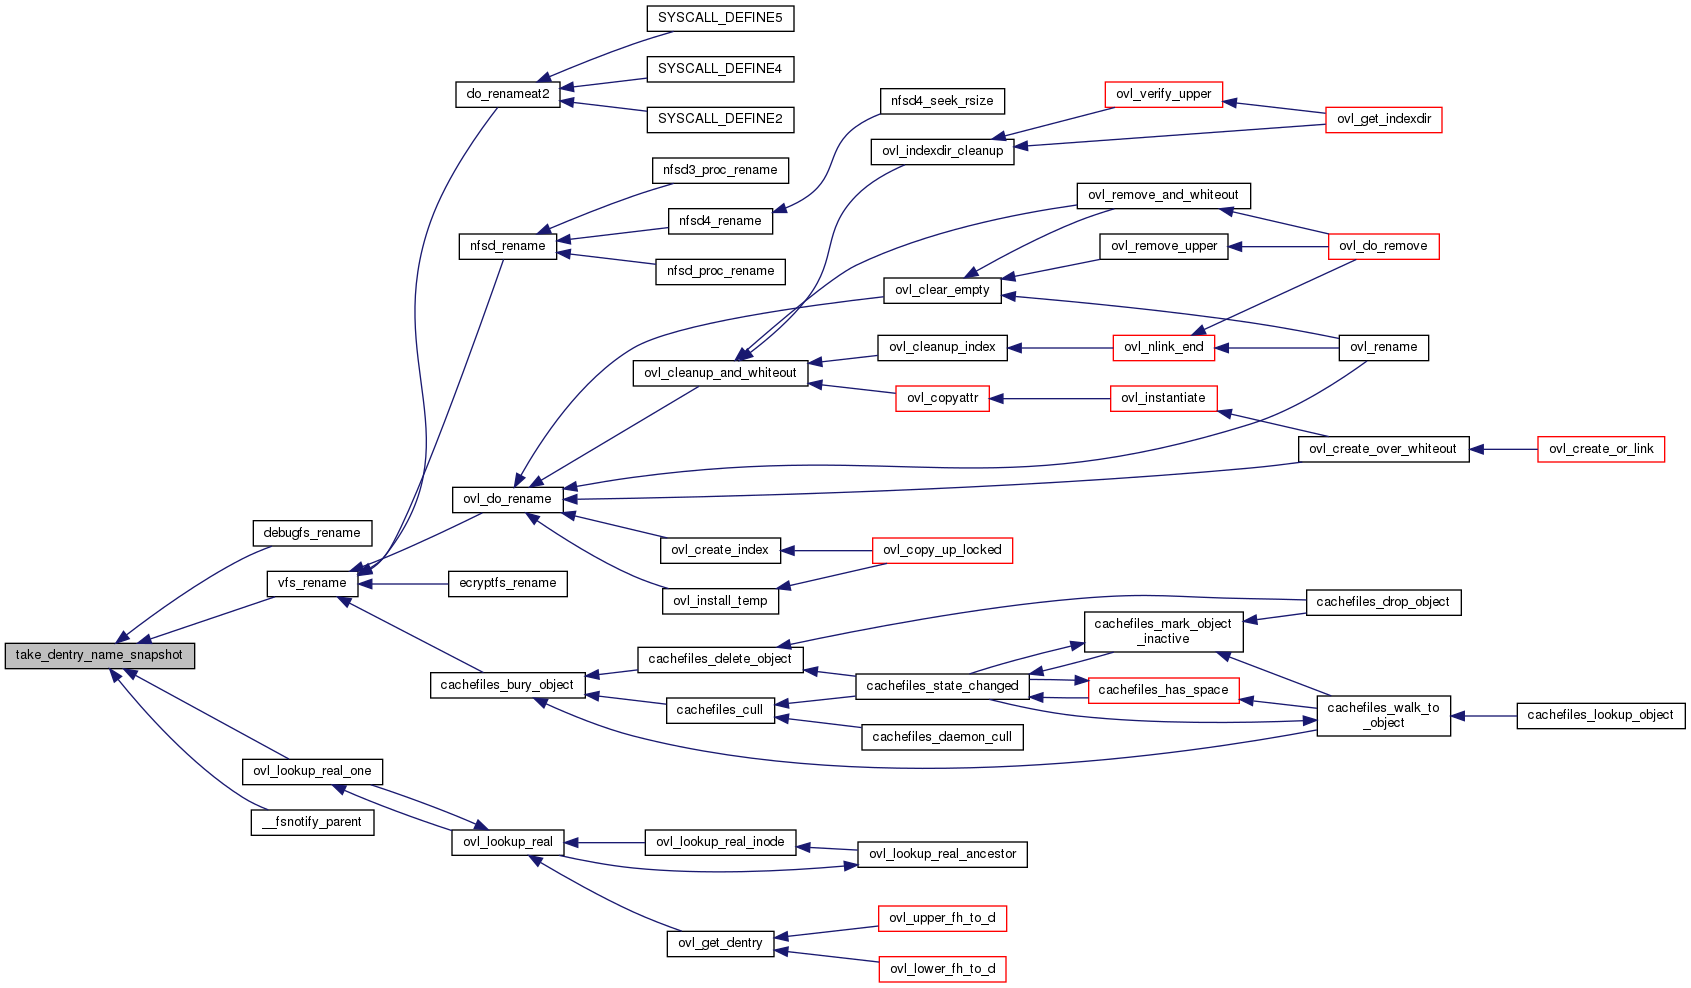 SYSCALL_DEFINE5
SYSCALL_DEFINE4
do_renameat2
SYSCALL_DEFINE2
nfsd4_seek_rsize
ovl_verify_upper
ovl_get_indexdir
ovl_indexdir_cleanup
nfsd3_proc_rename
nfsd4_rename
nfsd_rename
nfsd_proc_rename
ovl_remove_and_whiteout
ovl_remove_upper
ovl_do_remove
ovl_clear_empty
ovl_cleanup_index
ovl_nlink_end
ovl_rename
ovl_cleanup_and_whiteout
ovl_copyattr
ovl_instantiate
ovl_create_over_whiteout
ovl_create_or_link
ovl_do_rename
debugfs_rename
ovl_create_index
ovl_copy_up_locked
vfs_rename
ecryptfs_rename
ovl_install_temp
cachefiles_drop_object
cachefiles_mark_object
_inactive
take_dentry_name_snapshot
cachefiles_delete_object
cachefiles_bury_object
cachefiles_state_changed
cachefiles_has_space
cachefiles_cull
cachefiles_walk_to
_object
cachefiles_lookup_object
cachefiles_daemon_cull
ovl_lookup_real_one
__fsnotify_parent
ovl_lookup_real
ovl_lookup_real_inode
ovl_lookup_real_ancestor
ovl_upper_fh_to_d
ovl_get_dentry
ovl_lower_fh_to_d